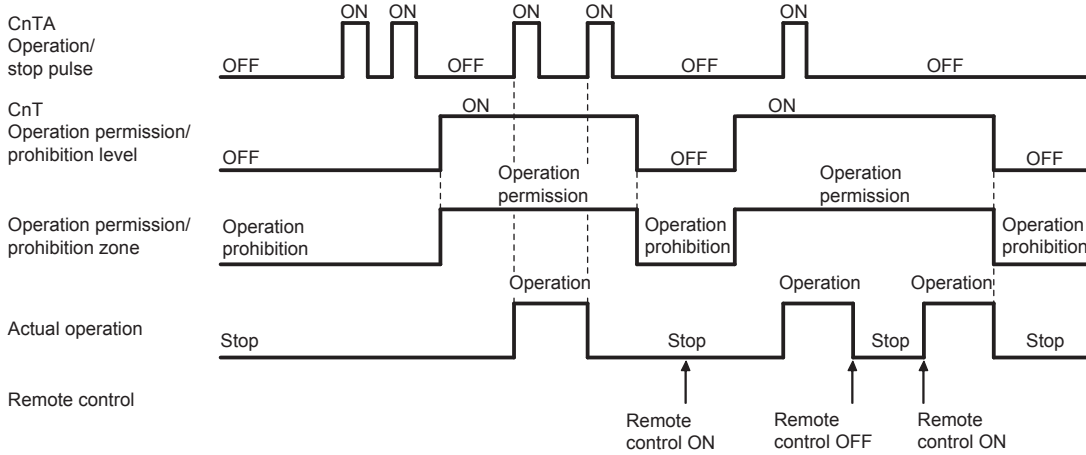 ON ON ON ON ON
CnTA
Operation/
stop pulse
OFF OFF OFF OFF
CnT
Operation permission/
prohibition level
ON ON
OFF OFF OFF
Operation
permission
Operation
permission
Operation permission/
prohibition zone
Operation
prohibition
Operation
prohibition
Operation
prohibition
Operation Operation Operation
Actual operation
Stop Stop Stop Stop
Remote control
Remote
control ON
Remote
control OFF
Remote
control ON